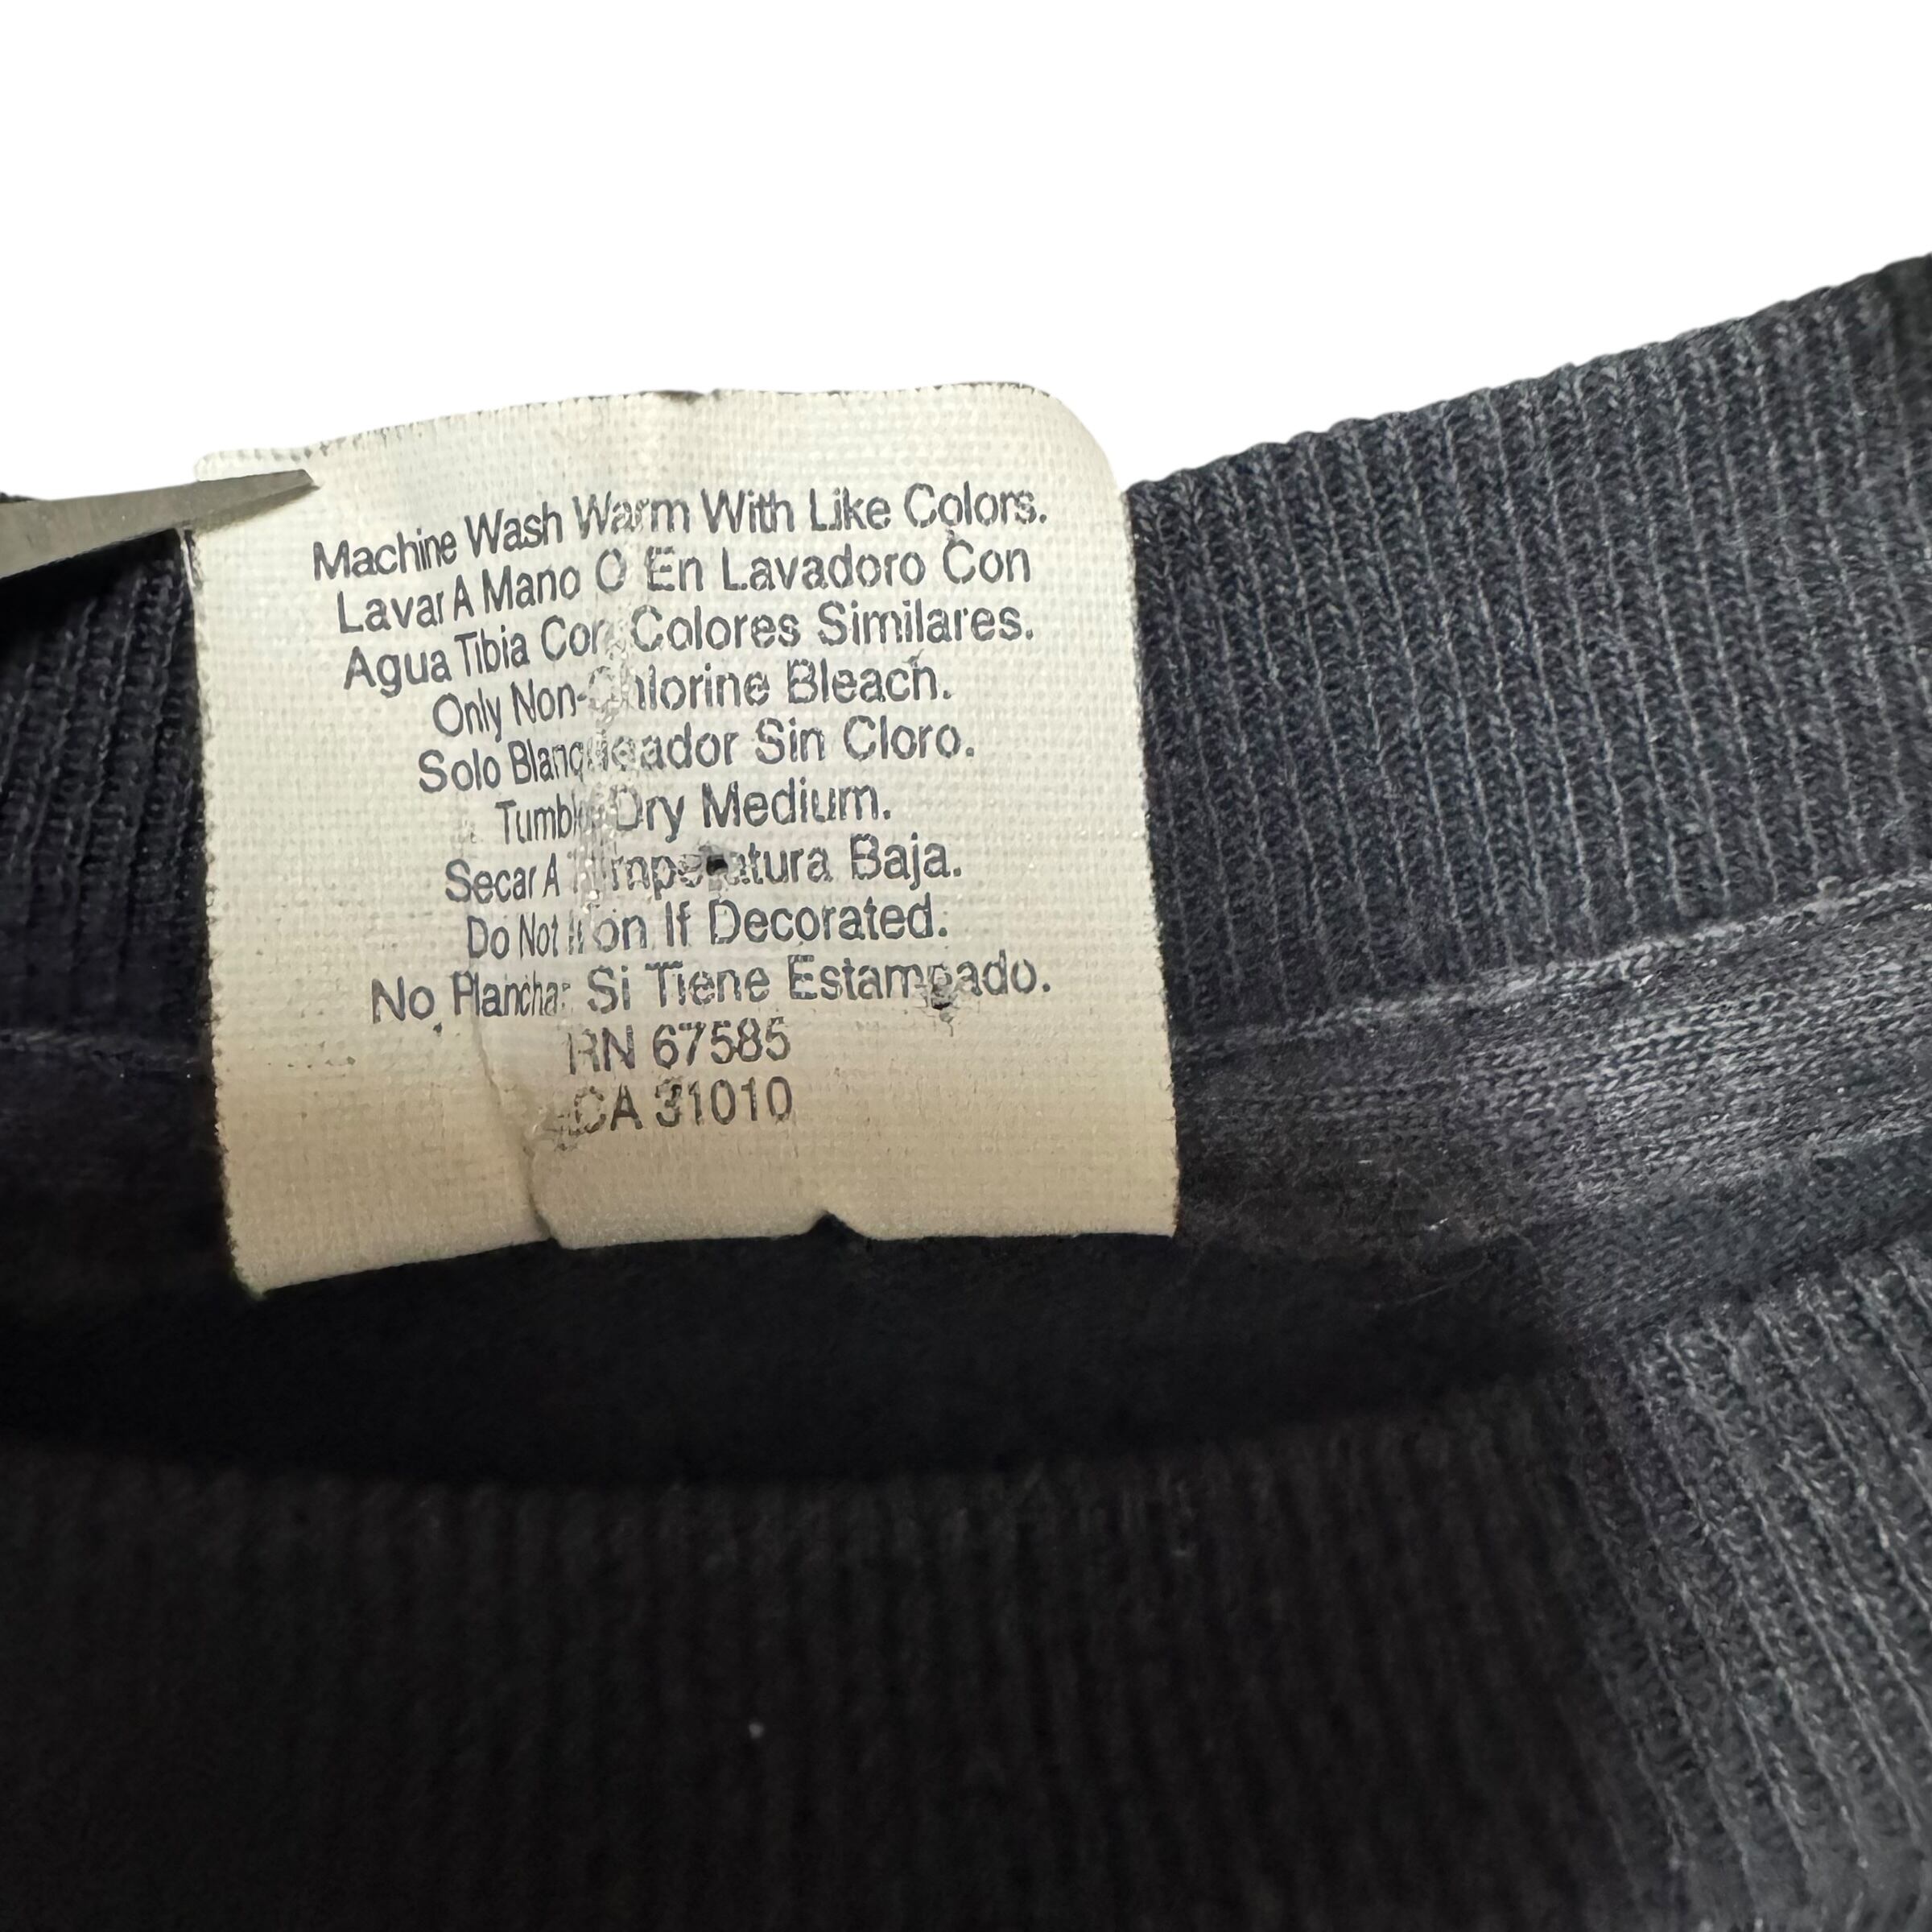 Machine Wash Warm With Like Colors.
Lavar A Mano O En Lavadoro Con
Agua Tibia Con Colores Similares.
Only Non-Chlorine Bleach.
Solo Blanqueador Sin Cloro.
Tumble Dry Medium.
Secar A Temperatura Baja.
Do Not Iron If Decorated.
No Planchar Si Tiene Estampado.
RN 67585
CA 31010